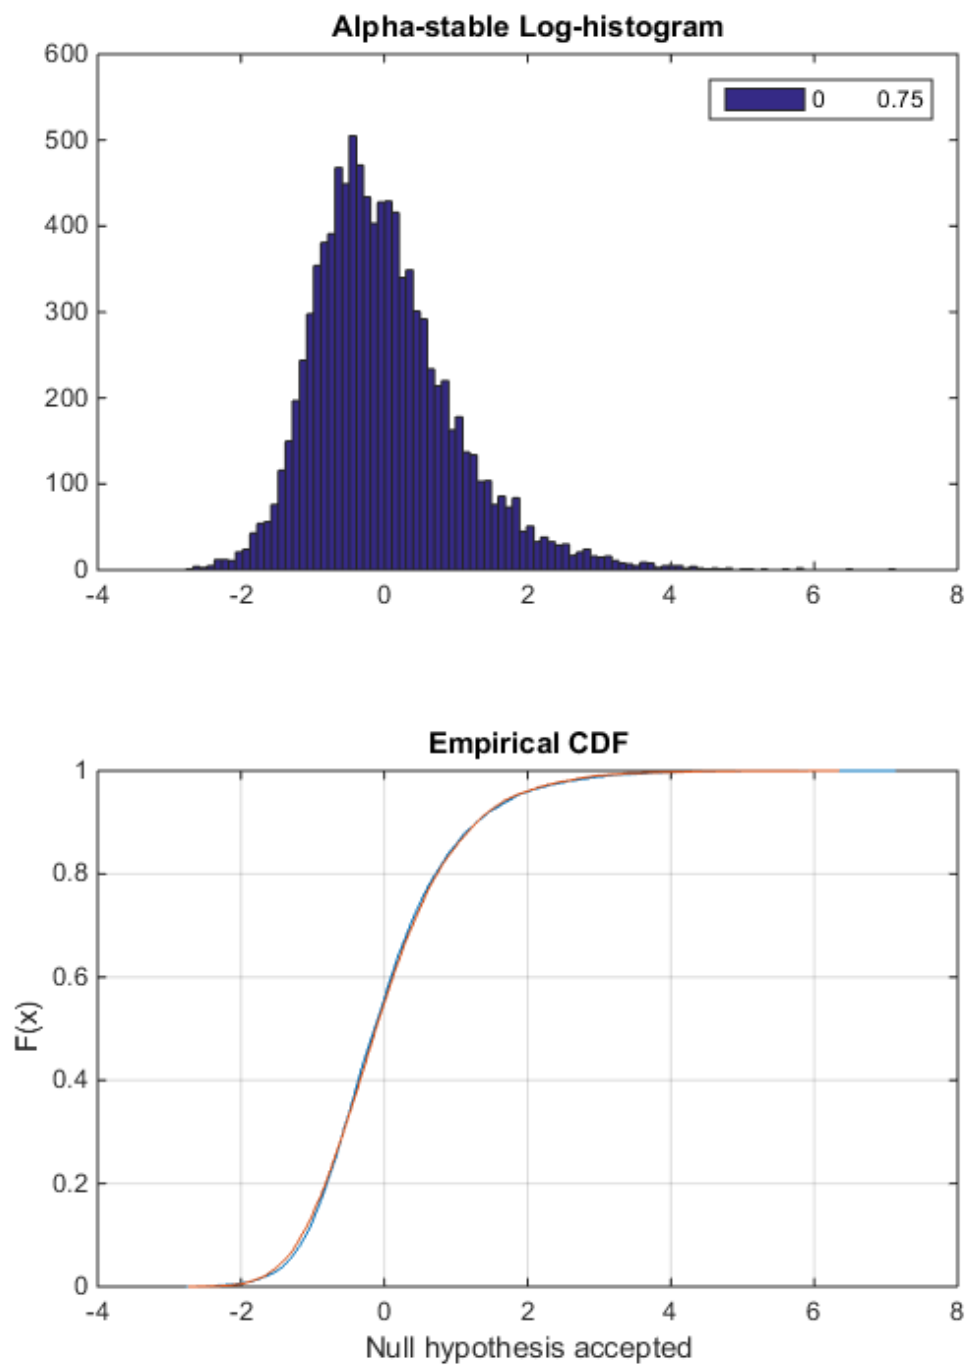 Alpha-stable Log-histogram
600
500
400
300
200
100
0
0 0.75
-4 -2 0 2 4 6 8
Empirical CDF
1
0.8
0.6
0.4
0.2
0
F(x)
-4 -2 0 2 4 6 8
Null hypothesis accepted